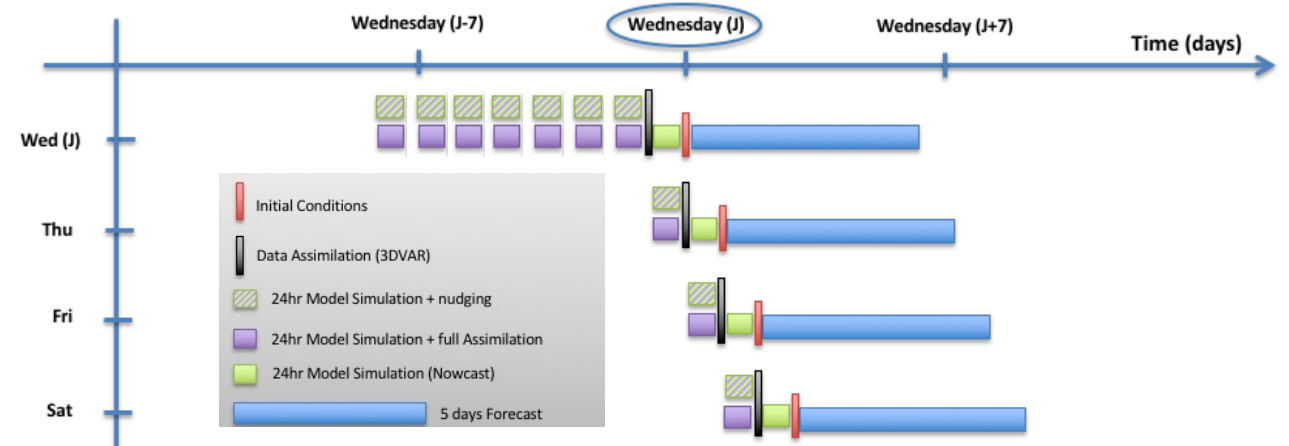 Wednesday (J-7)
Wednesday (J)
Wednesday (J+7)
Time (days)
Wed (J)
Initial Conditions
Thu
Data Assimilation (3DVAR)
24hr Model Simulation + nudging
Fri
24hr Model Simulation + full Assimilation
24hr Model Simulation (Nowcast)
Sat
5 days Forecast